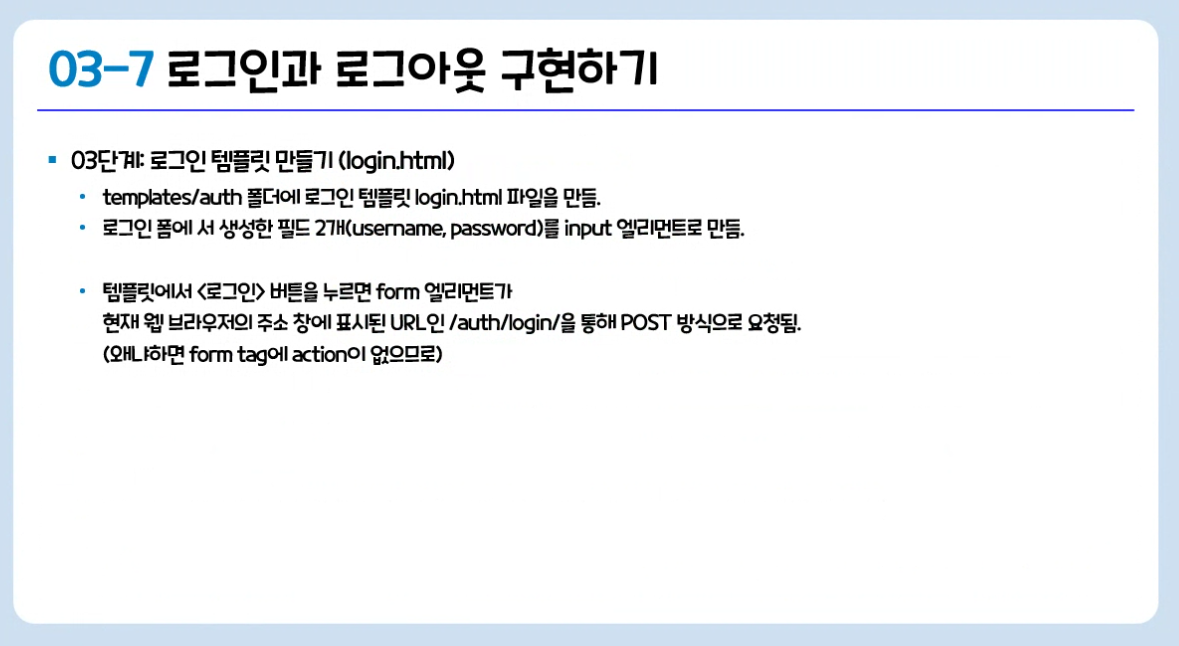 03-7 로그인과 로그아웃 구현하기
03단계: 로그인 템플릿 만들기 (login.html)
templates/auth 폴더에 로그인 템플릿 login.html 파일을 만듦.
로그인 폼에 서 생성한 필드 2개(username, password)를 input 엘리먼트로 만듦.
템플릿에서 <로그인> 버튼을 누르면 form 엘리먼트가
현재 웹 브라우저의 주소 창에 표시된 URL인 /auth/login/을 통해 POST 방식으로 요청됨.
(왜냐하면 form tag에 action이 없으므로)